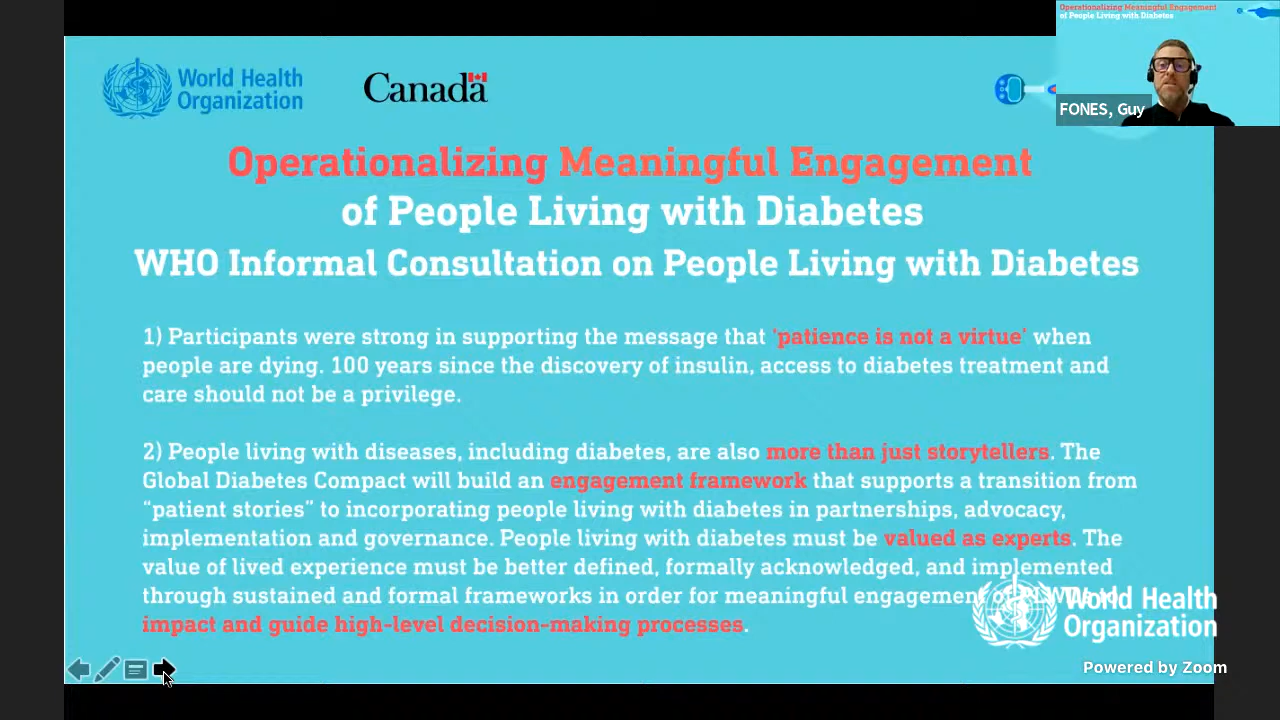 Operationalizing Meaningful Engagement
of People Living with Diabetes
FONES, Guy
World Health
Organization
Canada
Operationalizing Meaningful Engagement
of People Living with Diabetes
WHO Informal Consultation on People Living with Diabetes
1) Participants were strong in supporting the message that 'patience is not a virtue' when
people are dying. 100 years since the discovery of insulin, access to diabetes treatment and
care should not be a privilege.
2) People living with diseases, including diabetes, are also more than just storytellers. The
Global Diabetes Compact will build an engagement framework that supports a transition from
“patient stories” to incorporating people living with diabetes in partnerships, advocacy,
implementation and governance. People living with diabetes must be valued as experts. The
value of lived experience must be better defined, formally acknowledged, and implemented
through sustained and formal frameworks in order for meaningful engagement
impact and guide high-level decision-making processes.
World Health
Organization
Powered by Zoom